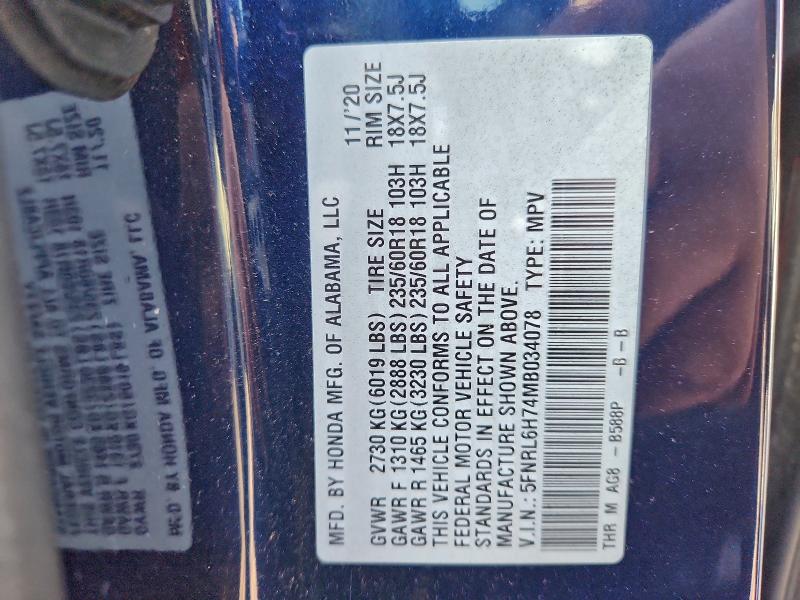 MFD. BY HONDA MFG. OF ALABAMA, LLC 11/'20
GVWR 2730 KG (6019 LBS) TIRE SIZE RIM SIZE
GAWR F 1310 KG (2888 LBS) 235/60R18 103H 18X7.5J
GAWR R 1465 KG (3230 LBS) 235/60R18 103H 18X7.5J
THIS VEHICLE CONFORMS TO ALL APPLICABLE
FEDERAL MOTOR VEHICLE SAFETY
STANDARDS IN EFFECT ON THE DATE OF
MANUFACTURE SHOWN ABOVE.
V.I.N.: 5FNRL6H74MB034078 TYPE: MPV
THR M AG8 - B588P -B-B